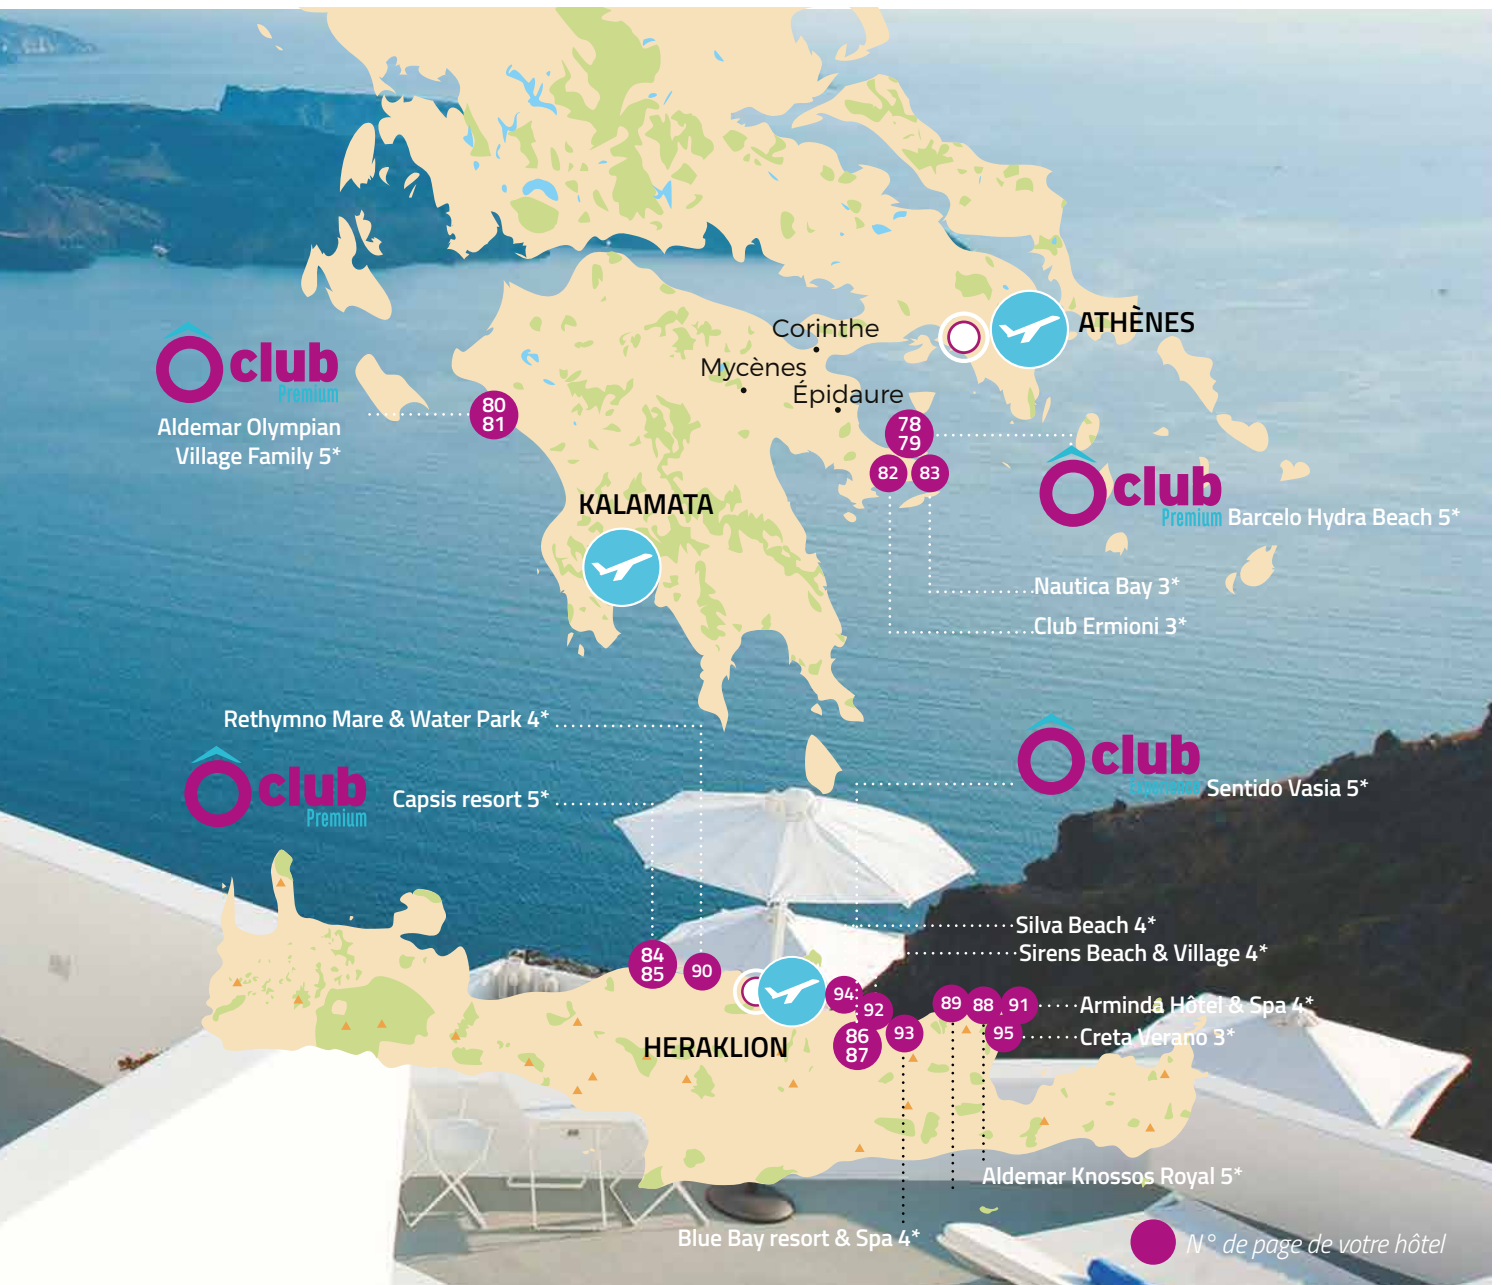 Corinthe
ATHÈNES
Mycènes
Épidaure
Ôclub
Premium
Aldemar Olympian
Village Family 5*
80
81
78
79
82
83
KALAMATA
Ôclub
Premium Barcelo Hydra Beach 5*
Nautica Bay 3*
Club Ermioni 3*
Rethymno Mare & Water Park 4*
Ôclub
Premium
Capsis resort 5*
Ôclub
Sentido Vasia 5*
Silva Beach 4*
Sirens Beach & Village 4*
84
85
90
94
92
86
87
93
89
88
91
95
Arminda Hôtel & Spa 4*
Creta Verano 3*
HERAKLION
Aldemar Knossos Royal 5*
Blue Bay resort & Spa 4*
N° de page de votre hôtel